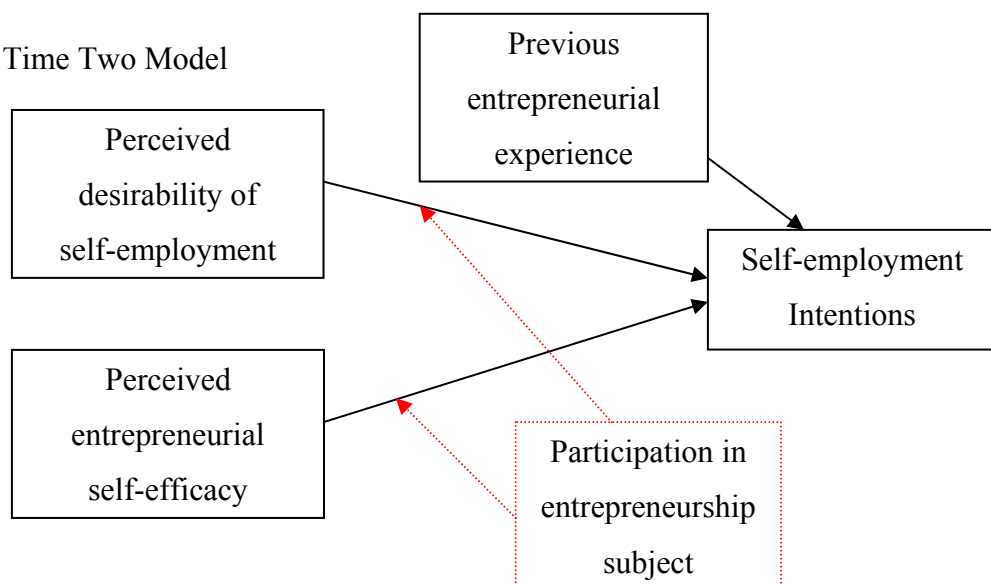 Time Two Model
Previous
entrepreneurial
experience
Perceived
desirability of
self-employment
Self-employment
Intentions
Perceived
entrepreneurial
self-efficacy
Participation in
entrepreneurship
subject